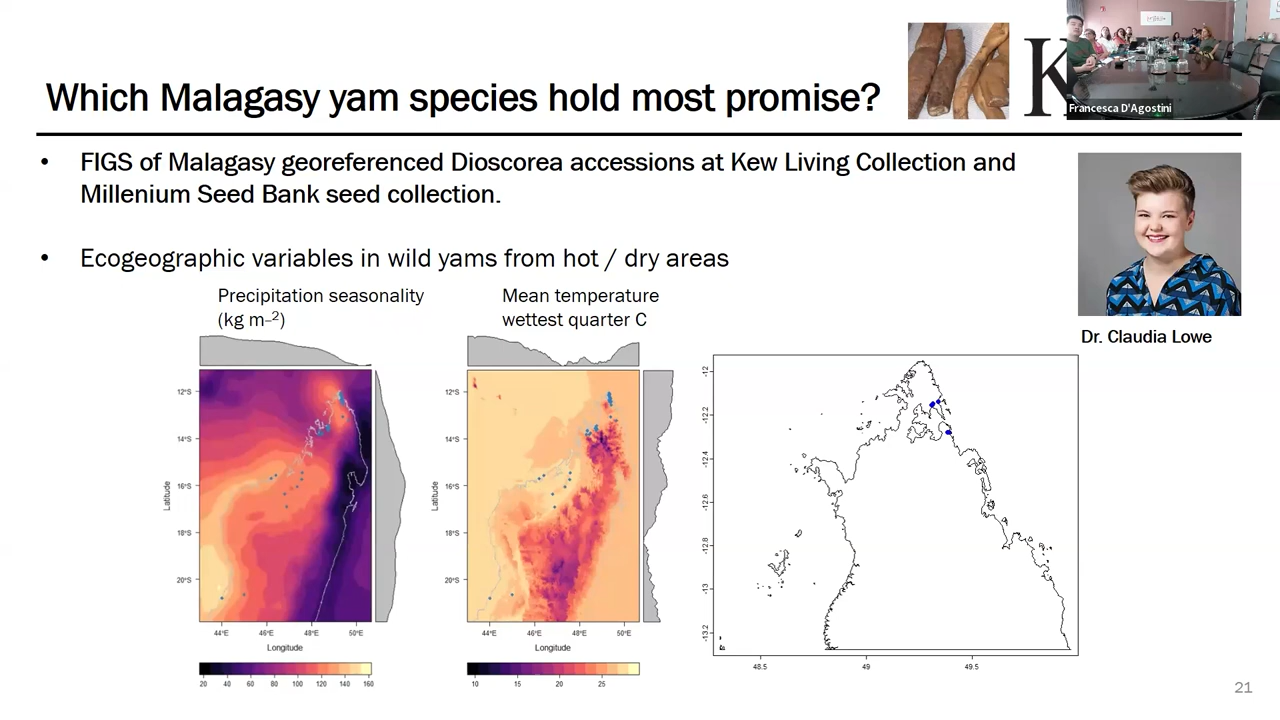 Which Malagasy yam species hold most promise?
K
Francesca D'Agostini
• FIGS of Malagasy georeferenced Dioscorea accessions at Kew Living Collection and
Millenium Seed Bank seed collection.
• Ecogeographic variables in wild yams from hot / dry areas
Dr. Claudia Lowe
Precipitation seasonality
(kg m–2)
Latitude
12°S
14°S
16°S
18°S
20°S
44°E 46°E 48°E 50°E
Longitude
20 40 60 80 100 120 140 160
Mean temperature
wettest quarter C
Latitude
12°S
14°S
16°S
18°S
20°S
44°E 46°E 48°E 50°E
Longitude
10 15 20 25
-12
-12.2
-12.4
-12.6
-12.8
-13
-13.2
48.5 49 49.5
21